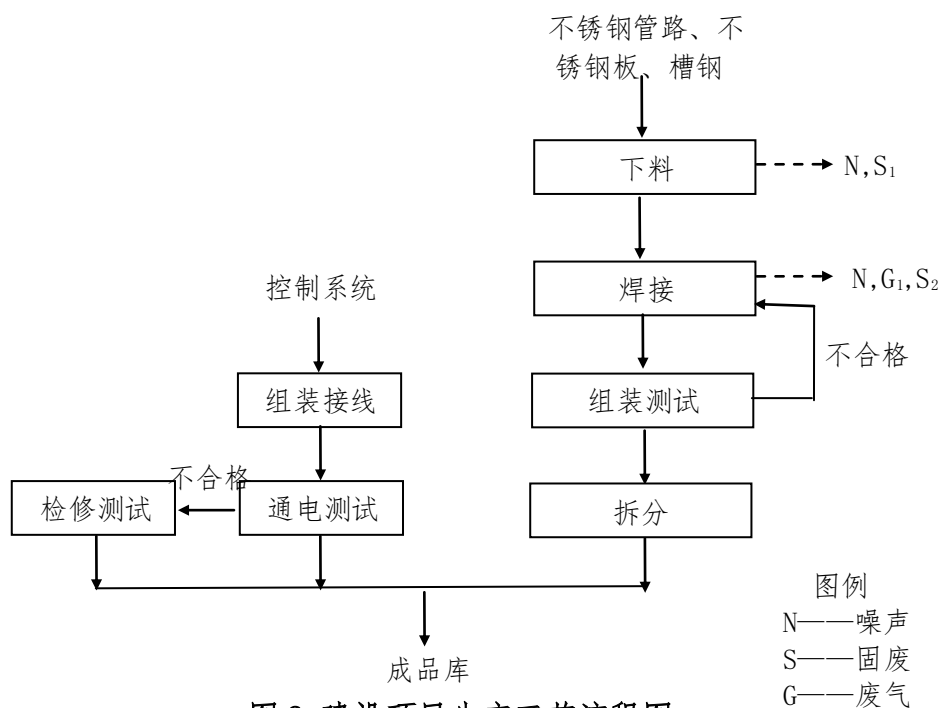 不锈钢管路、不
锈钢板、槽钢
下料
N,S₁
焊接
N,G₁,S₂
控制系统
不合格
组装接线
组装测试
不合格
检修测试
通电测试
拆分
图例
N——噪声
成品库
S——固废
G——废气